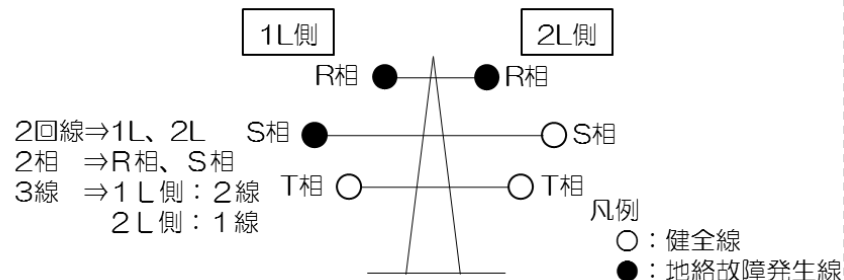 1L側
2L側
R相
R相
2回線⇒1L、2L
S相
S相
2相 ⇒R相、S相
3線 ⇒1L側：2線
T相
T相
2L側：1線
凡例
○：健全線
●：地絡故障発生線